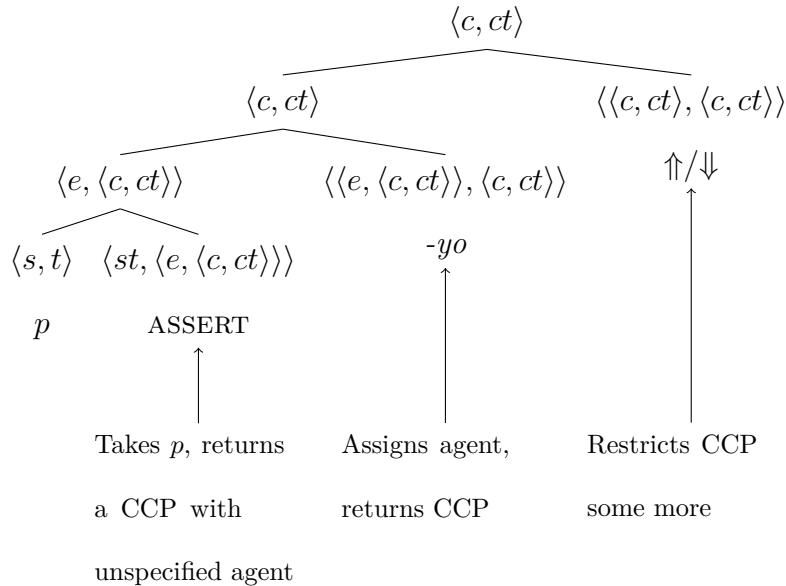 ⟨c, ct⟩
⟨c, ct⟩ ⟨⟨c, ct⟩, ⟨c, ct⟩⟩
⟨e, ⟨c, ct⟩⟩ ⟨⟨e, ⟨c, ct⟩⟩, ⟨c, ct⟩⟩ ⇑/⇓
⟨s, t⟩ ⟨st, ⟨e, ⟨c, ct⟩⟩⟩ -yo
p ASSERT
Takes p, returns Assigns agent, Restricts CCP
a CCP with returns CCP some more
unspecified agent